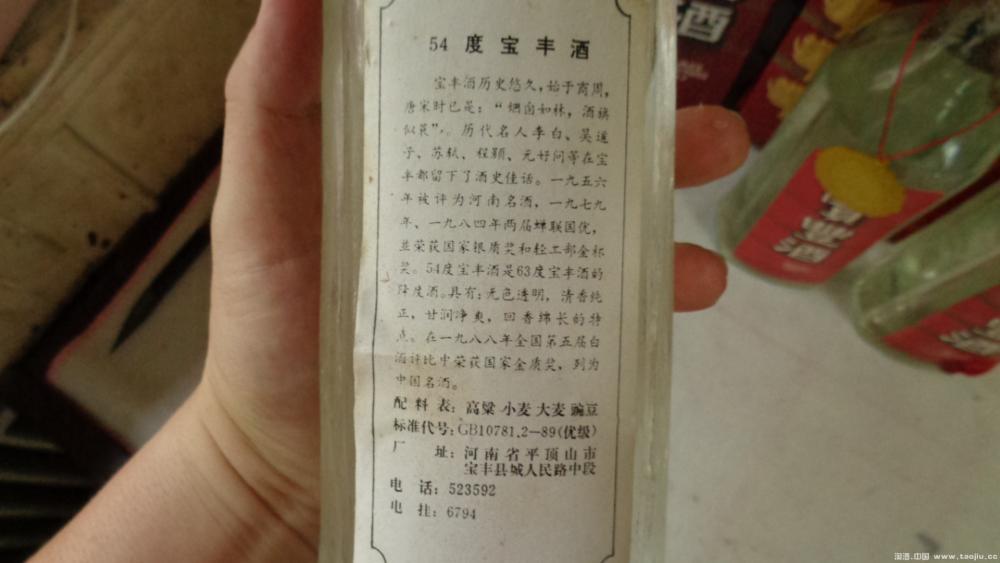 54 度宝丰酒
宝丰酒历史悠久，始于商周，
唐宋时已是：“烟囱如林，酒旗
似筑”，。历代名人李白、吴道
子、苏轼、程颢、元好问等在宝
丰都留下了酒史佳话。一九五六
年被评为河南名酒，一九七九
年、一九八四年两届蝉联国优，
并荣获国家银质奖和轻工部金杯
奖。54度宝丰酒是63度宝丰酒的
降度酒。具有：无色透明，清香纯
正，甘润净爽，回香绵长的特
点。在一九八八年全国第五届白
酒评比中荣获国家金质奖，列为
中国名酒。
配料表：高粱 小麦 大麦 豌豆
标准代号：GB10781.2—89(优级)
厂 址：河南省平顶山市
宝丰县城人民路中段
电 话：523592
电 挂：6794
酒
宝丰酒
淘酒.中国 www.taojiu.cc